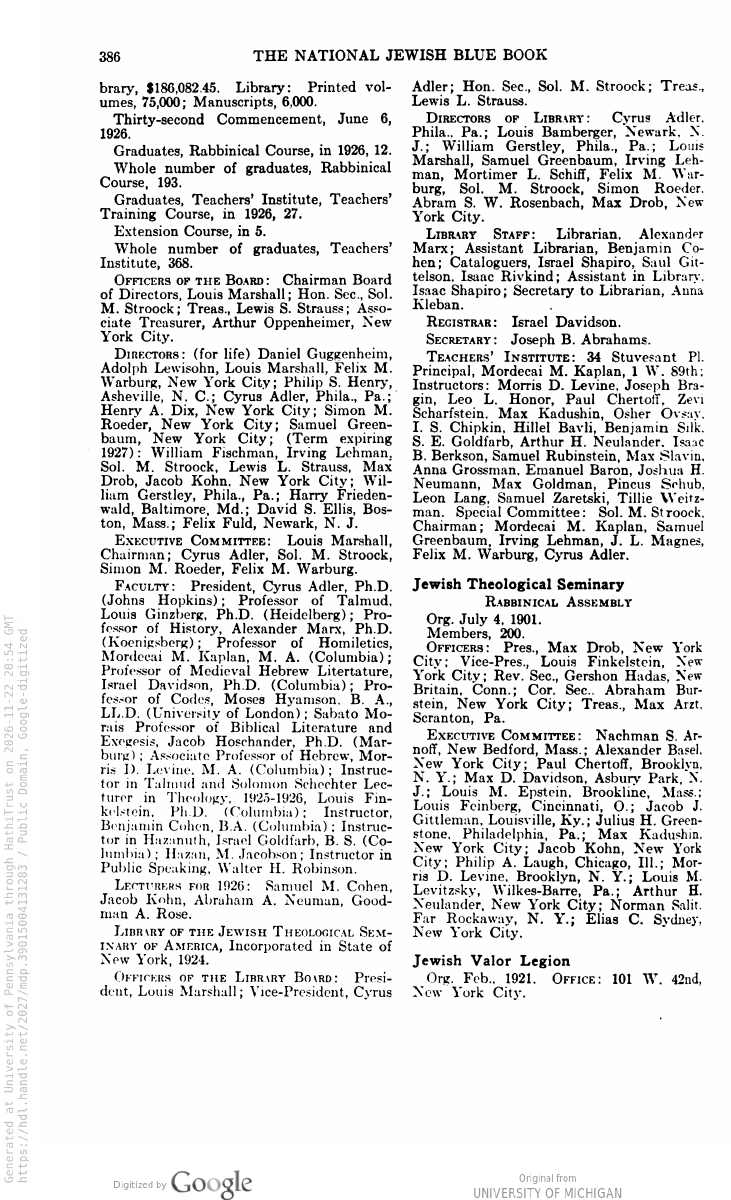 386
THE NATIONAL JEWISH BLUE BOOK
brary, $186,082.45. Library: Printed vol-
umes, 75,000; Manuscripts, 6,000.
Thirty-second Commencement, June 6,
1926.
Graduates, Rabbinical Course, in 1926, 12.
Whole number of graduates, Rabbinical
Course, 193.
Graduates, Teachers' Institute, Teachers'
Training Course, in 1926, 27.
Extension Course, in 5.
Whole number of graduates, Teachers'
Institute, 368.
OFFICERS OF THE BOARD: Chairman Board
of Directors, Louis Marshall; Hon. Sec., Sol.
M. Stroock; Treas., Lewis S. Strauss; Asso-
ciate Treasurer, Arthur Oppenheimer, New
York City.
DIRECTORS: (for life) Daniel Guggenheim,
Adolph Lewisohn, Louis Marshall, Felix M.
Warburg, New York City; Philip S. Henry,
Asheville, N. C.; Cyrus Adler, Phila., Pa.;
Henry A. Dix, New York City; Simon M.
Roeder, New York City; Samuel Green-
baum, New York City; (Term expiring
1927): William Fischman, Irving Lehman,
Sol. M. Stroock, Lewis L. Strauss, Max
Drob, Jacob Kohn, New York City; Wil-
liam Gerstley, Phila., Pa.; Harry Frieden-
wald, Baltimore, Md.; David S. Ellis, Bos-
ton, Mass.; Felix Fuld, Newark, N. J.
EXECUTIVE COMMITTEE: Louis Marshall,
Chairman; Cyrus Adler, Sol. M. Stroock,
Simon M. Roeder, Felix M. Warburg.
FACULTY: President, Cyrus Adler, Ph.D.
(Johns Hopkins); Professor of Talmud,
Louis Ginzberg, Ph.D. (Heidelberg); Pro-
fessor of History, Alexander Marx, Ph.D.
(Koenigsberg); Professor of Homiletics,
Mordecai M. Kaplan, M. A. (Columbia);
Professor of Medieval Hebrew Litertature,
Israel Davidson, Ph.D. (Columbia); Pro-
fessor of Codes, Moses Hyamson, B. A.,
LL.D. (University of London); Sabato Mo-
rais Professor of Biblical Literature and
Exegesis, Jacob Hoschander, Ph.D. (Mar-
burg); Associate Professor of Hebrew, Mor-
ris D. Levine, M. A. (Columbia); Instruc-
tor in Talmud and Solomon Schechter Lec-
turer in Theology, 1925-1926, Louis Fin-
kelstein, Ph.D. (Columbia); Instructor,
Benjamin Cohen, B.A. (Columbia); Instruc-
tor in Hazanuth, Israel Goldfarb, B. S. (Co-
lumbia); Hazan, M. Jacobson; Instructor in
Public Speaking, Walter H. Robinson.
LECTURERS FOR 1926: Samuel M. Cohen,
Jacob Kohn, Abraham A. Neuman, Good-
man A. Rose.
LIBRARY OF THE JEWISH THEOLOGICAL SEM-
INARY OF AMERICA, Incorporated in State of
New York, 1924.
OFFICERS OF THE LIBRARY BOARD: Presi-
dent, Louis Marshall; Vice-President, Cyrus
Adler; Hon. Sec., Sol. M. Stroock; Treas.,
Lewis L. Strauss.
DIRECTORS OF LIBRARY: Cyrus Adler,
Phila., Pa.; Louis Bamberger, Newark, N.
J.; William Gerstley, Phila., Pa.; Louis
Marshall, Samuel Greenbaum, Irving Leh-
man, Mortimer L. Schiff, Felix M. War-
burg, Sol. M. Stroock, Simon Roeder,
Abram S. W. Rosenbach, Max Drob, New
York City.
LIBRARY STAFF: Librarian, Alexander
Marx; Assistant Librarian, Benjamin Co-
hen; Cataloguers, Israel Shapiro, Saul Git-
telson, Isaac Rivkind; Assistant in Library,
Isaac Shapiro; Secretary to Librarian, Anna
Kleban.
REGISTRAR: Israel Davidson.
SECRETARY: Joseph B. Abrahams.
TEACHERS' INSTITUTE: 34 Stuvesant Pl.
Principal, Mordecai M. Kaplan, 1 W. 89th;
Instructors: Morris D. Levine, Joseph Bra-
gin, Leo L. Honor, Paul Chertoff, Zevi
Scharfstein, Max Kadushin, Osher Ovsay,
I. S. Chipkin, Hillel Bavli, Benjamin Silk,
S. E. Goldfarb, Arthur H. Neulander, Isaac
B. Berkson, Samuel Rubinstein, Max Slavin,
Anna Grossman, Emanuel Baron, Joshua H.
Neumann, Max Goldman, Pincus Schub,
Leon Lang, Samuel Zaretski, Tillie Weitz-
man. Special Committee: Sol. M. Stroock,
Chairman; Mordecai M. Kaplan, Samuel
Greenbaum, Irving Lehman, J. L. Magnes,
Felix M. Warburg, Cyrus Adler.
Jewish Theological Seminary
RABBINICAL ASSEMBLY
Org. July 4, 1901.
Members, 200.
OFFICERS: Pres., Max Drob, New York
City; Vice-Pres., Louis Finkelstein, New
York City; Rev. Sec., Gershon Hadas, New
Britain, Conn.; Cor. Sec., Abraham Bur-
stein, New York City; Treas., Max Arzt,
Scranton, Pa.
EXECUTIVE COMMITTEE: Nachman S. Ar-
noff, New Bedford, Mass.; Alexander Basel,
New York City; Paul Chertoff, Brooklyn,
N. Y.; Max D. Davidson, Asbury Park, N.
J.; Louis M. Epstein, Brookline, Mass.;
Louis Feinberg, Cincinnati, O.; Jacob J.
Gittleman, Louisville, Ky.; Julius H. Green-
stone, Philadelphia, Pa.; Max Kadushin,
New York City; Jacob Kohn, New York
City; Philip A. Laugh, Chicago, Ill.; Mor-
ris D. Levine, Brooklyn, N. Y.; Louis M.
Levitzsky, Wilkes-Barre, Pa.; Arthur H.
Neulander, New York City; Norman Salit,
Far Rockaway, N. Y.; Elias C. Sydney,
New York City.
Jewish Valor Legion
Org. Feb., 1921. OFFICE: 101 W. 42nd,
New York City.
Generated at University of Pennsylvania through HathiTrust on 2026-11-22 20:54 GMT
https://hdl.handle.net/2027/mdp.39015004131283 / Public Domain, Google-digitized
Digitized by Google
Original from
UNIVERSITY OF MICHIGAN